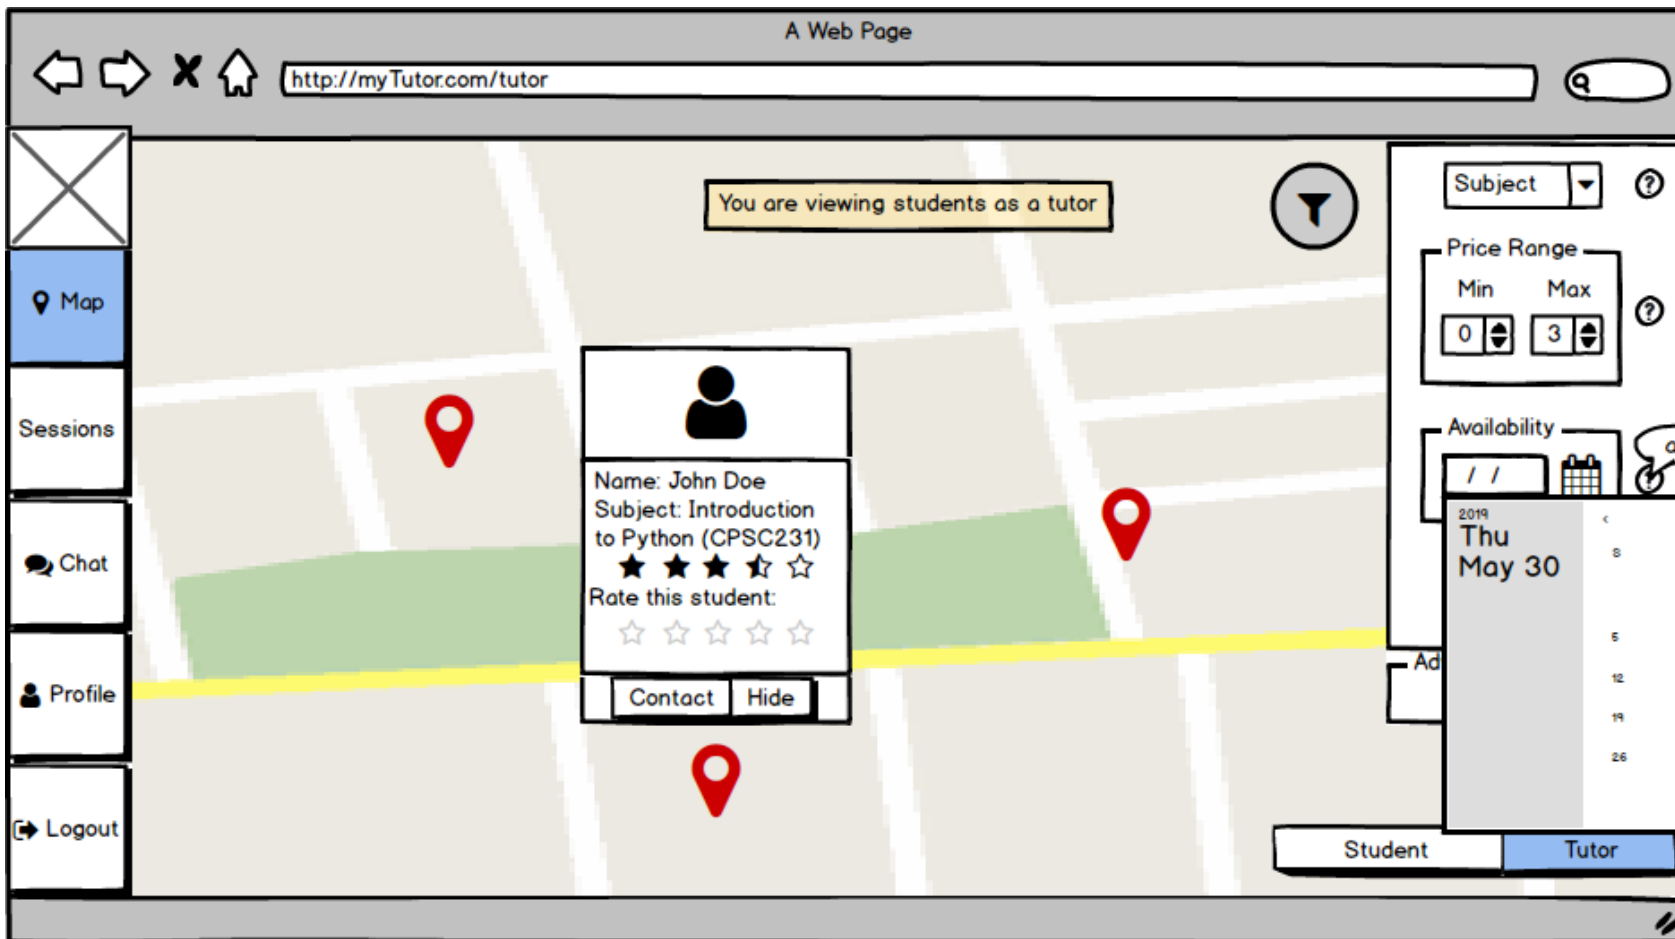 A Web Page
http://myTutor.com/tutor
You are viewing students as a tutor
Map
Sessions
Chat
Profile
Logout
Name: John Doe
Subject: Introduction
to Python (CPSC231)
Rate this student:
Contact Hide
Subject ?
Price Range
Min Max
0 3 ?
Availability
/ / ?
2019
Thu
May 30
<
S
5
12
19
26
Ad
Student Tutor